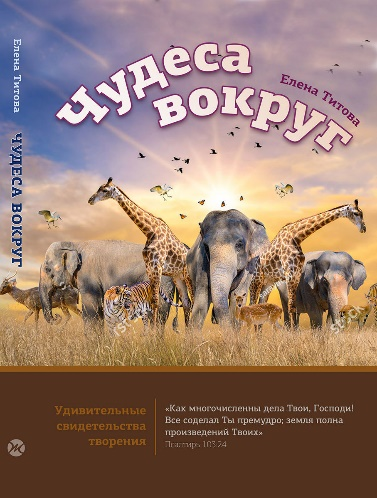 Елена Титова
ЧУДЕСА ВОКРУГ
Чудеса
вокруг
Елена Титова
Удивительные
свидетельства
творения
«Как многочисленны дела Твои, Господи!
Все соделал Ты премудро; земля полна
произведений Твоих»
Псалтирь 103:24
Ж